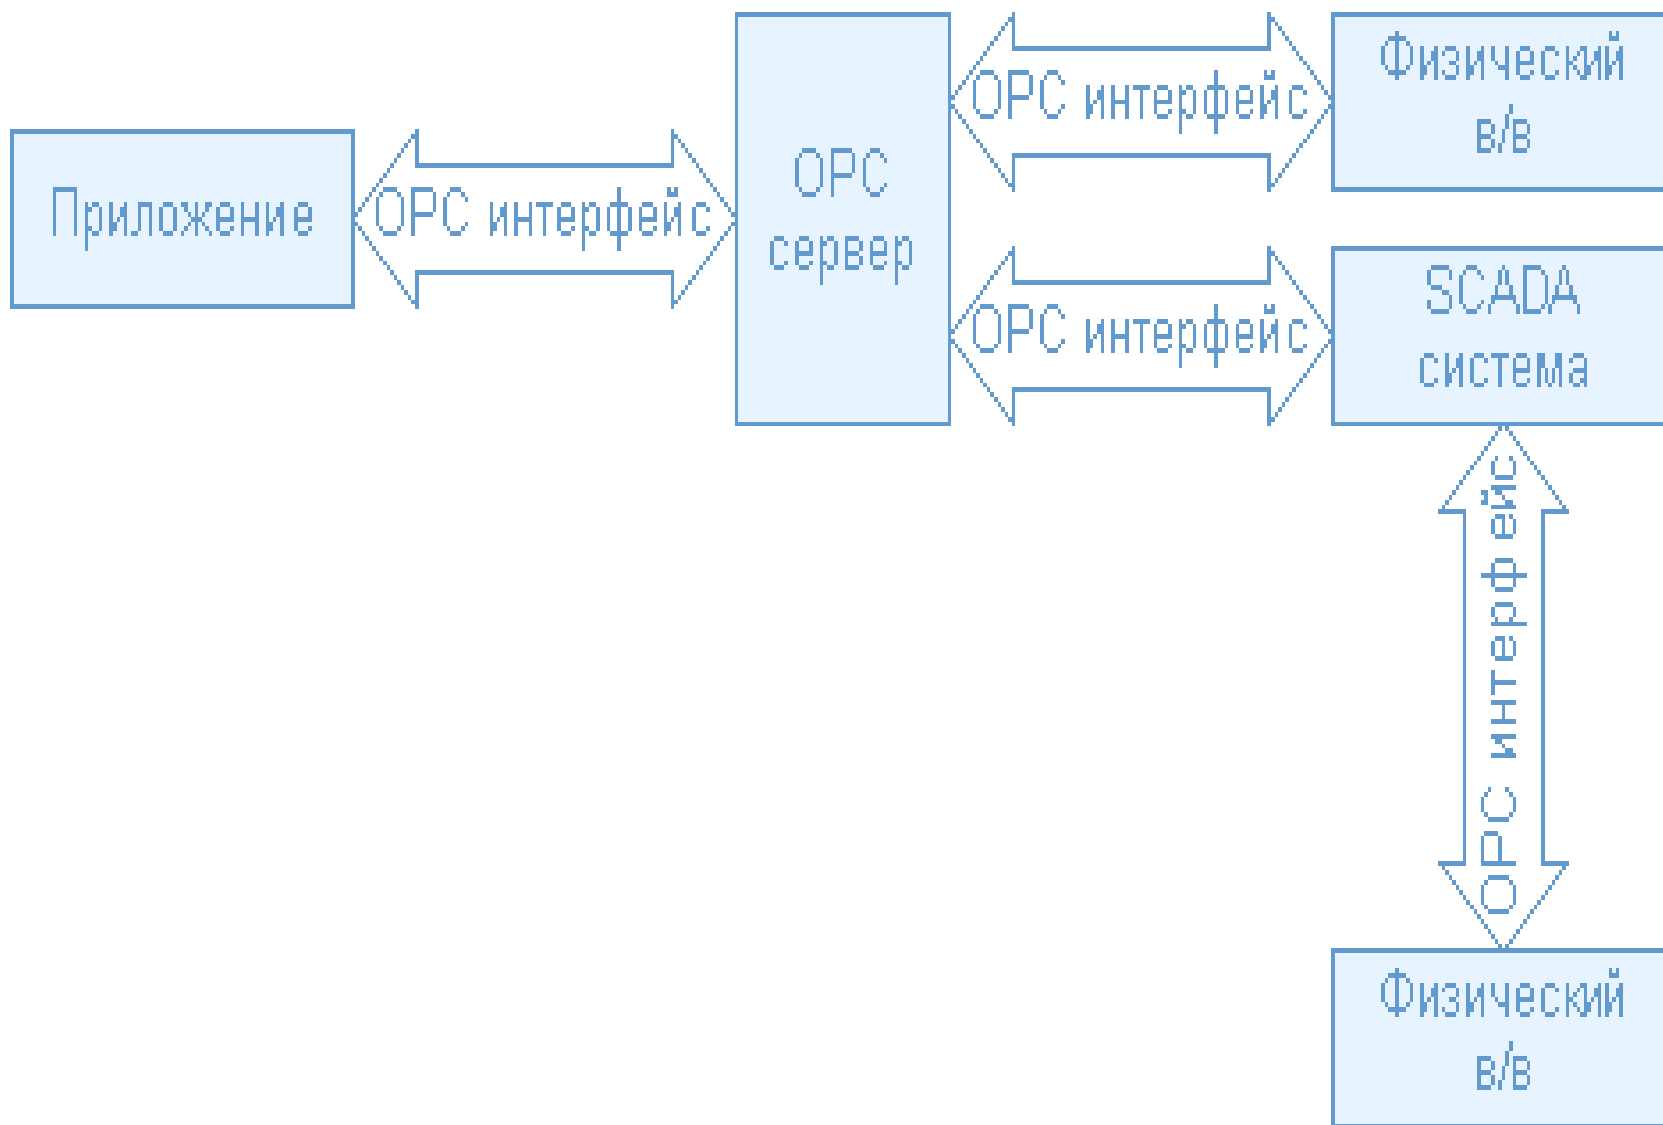 Приложение
OPC интерфейс
OPC
сервер
OPC интерфейс
Физический
в/в
OPC интерфейс
SCADA
система
OPC интерфейс
Физический
в/в